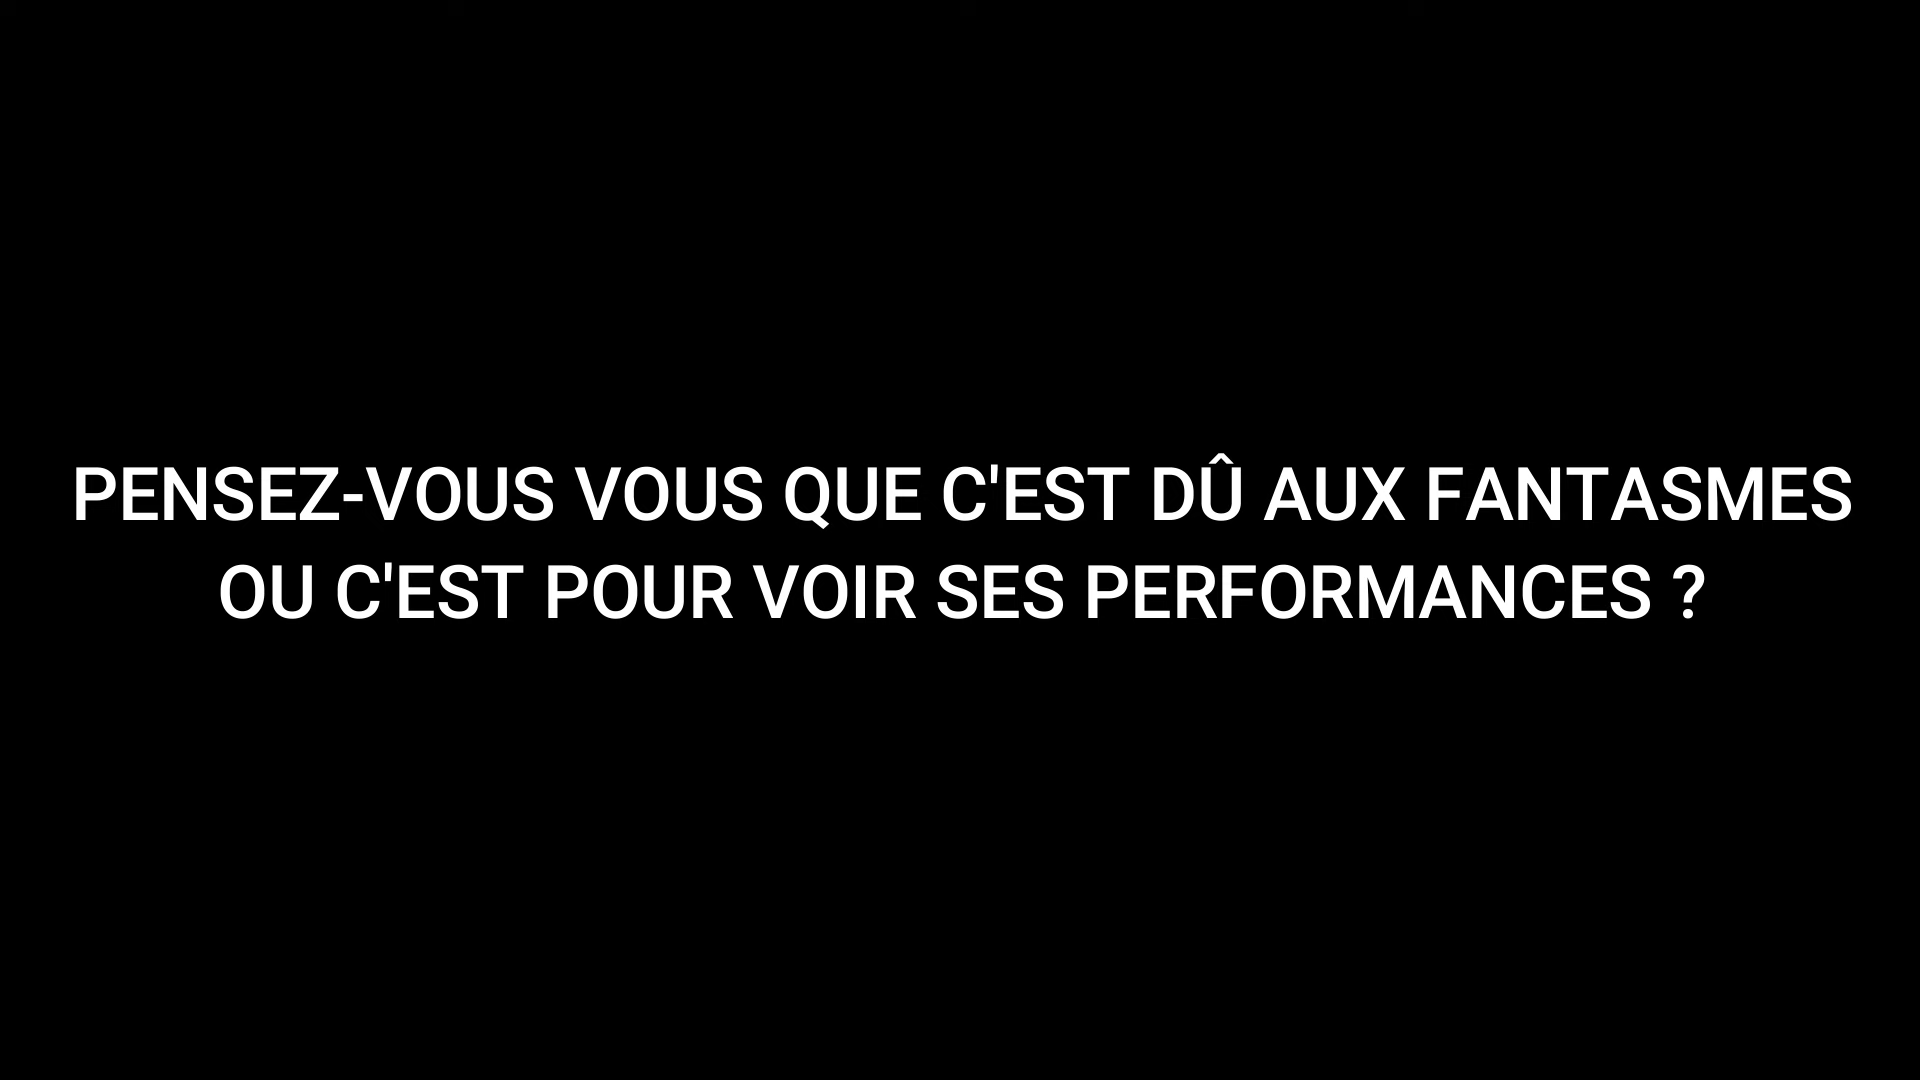 PENSEZ-VOUS VOUS QUE C'EST DÛ AUX FANTASMES
OU C'EST POUR VOIR SES PERFORMANCES ?